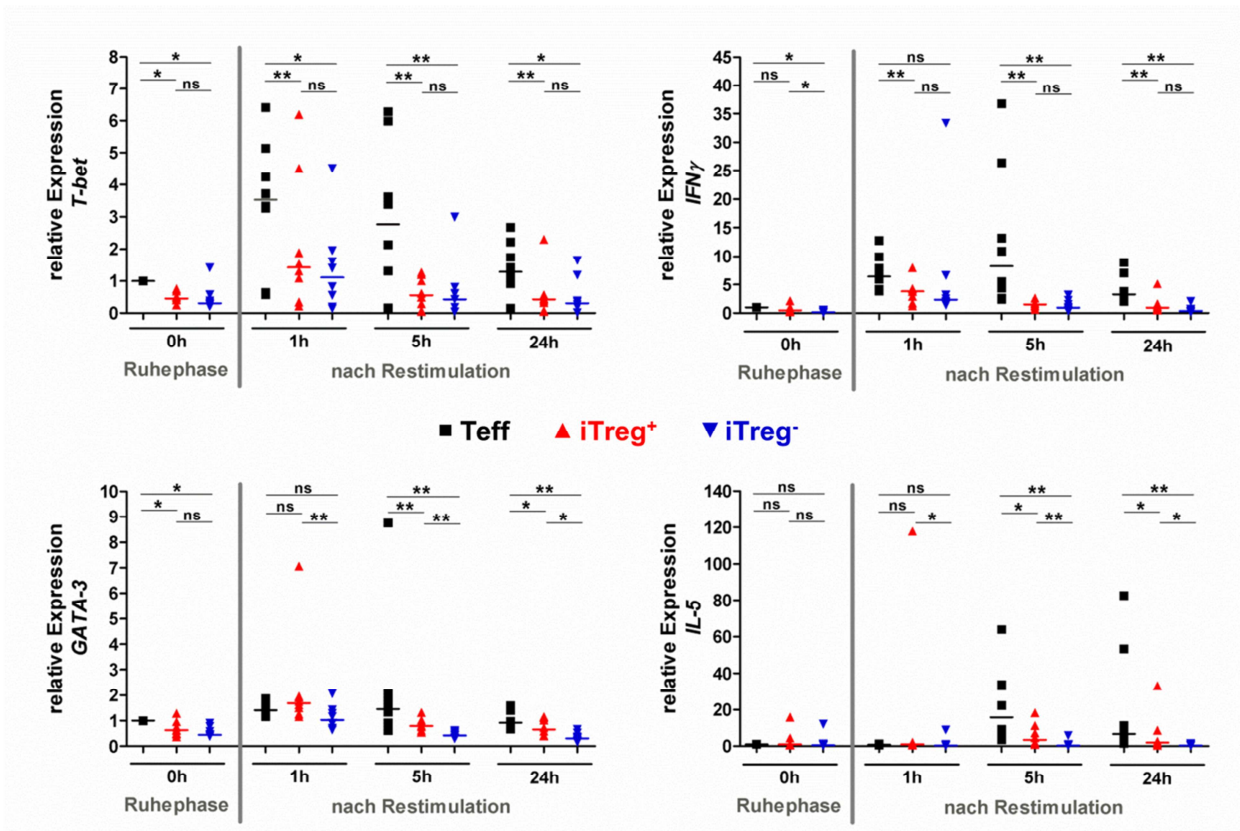 relative Expression
T-bet
8
7
6
5
4
3
2
1
0
* * ns
* ** ns
** ** ns
* ** ns
0h 1h 5h 24h
Ruhephase nach Restimulation
relative Expression
IFNγ
45
40
35
30
25
20
15
10
5
0
* ns *
ns ** ns
** ** ns
** ** ns
0h 1h 5h 24h
Ruhephase nach Restimulation
Teff iTreg+ iTreg-
relative Expression
GATA-3
10
9
8
7
6
5
4
3
2
1
0
* * ns
ns ns **
** ** **
** * *
0h 1h 5h 24h
Ruhephase nach Restimulation
relative Expression
IL-5
140
120
100
80
60
40
20
0
ns ns ns
ns ns *
** * **
** * *
0h 1h 5h 24h
Ruhephase nach Restimulation